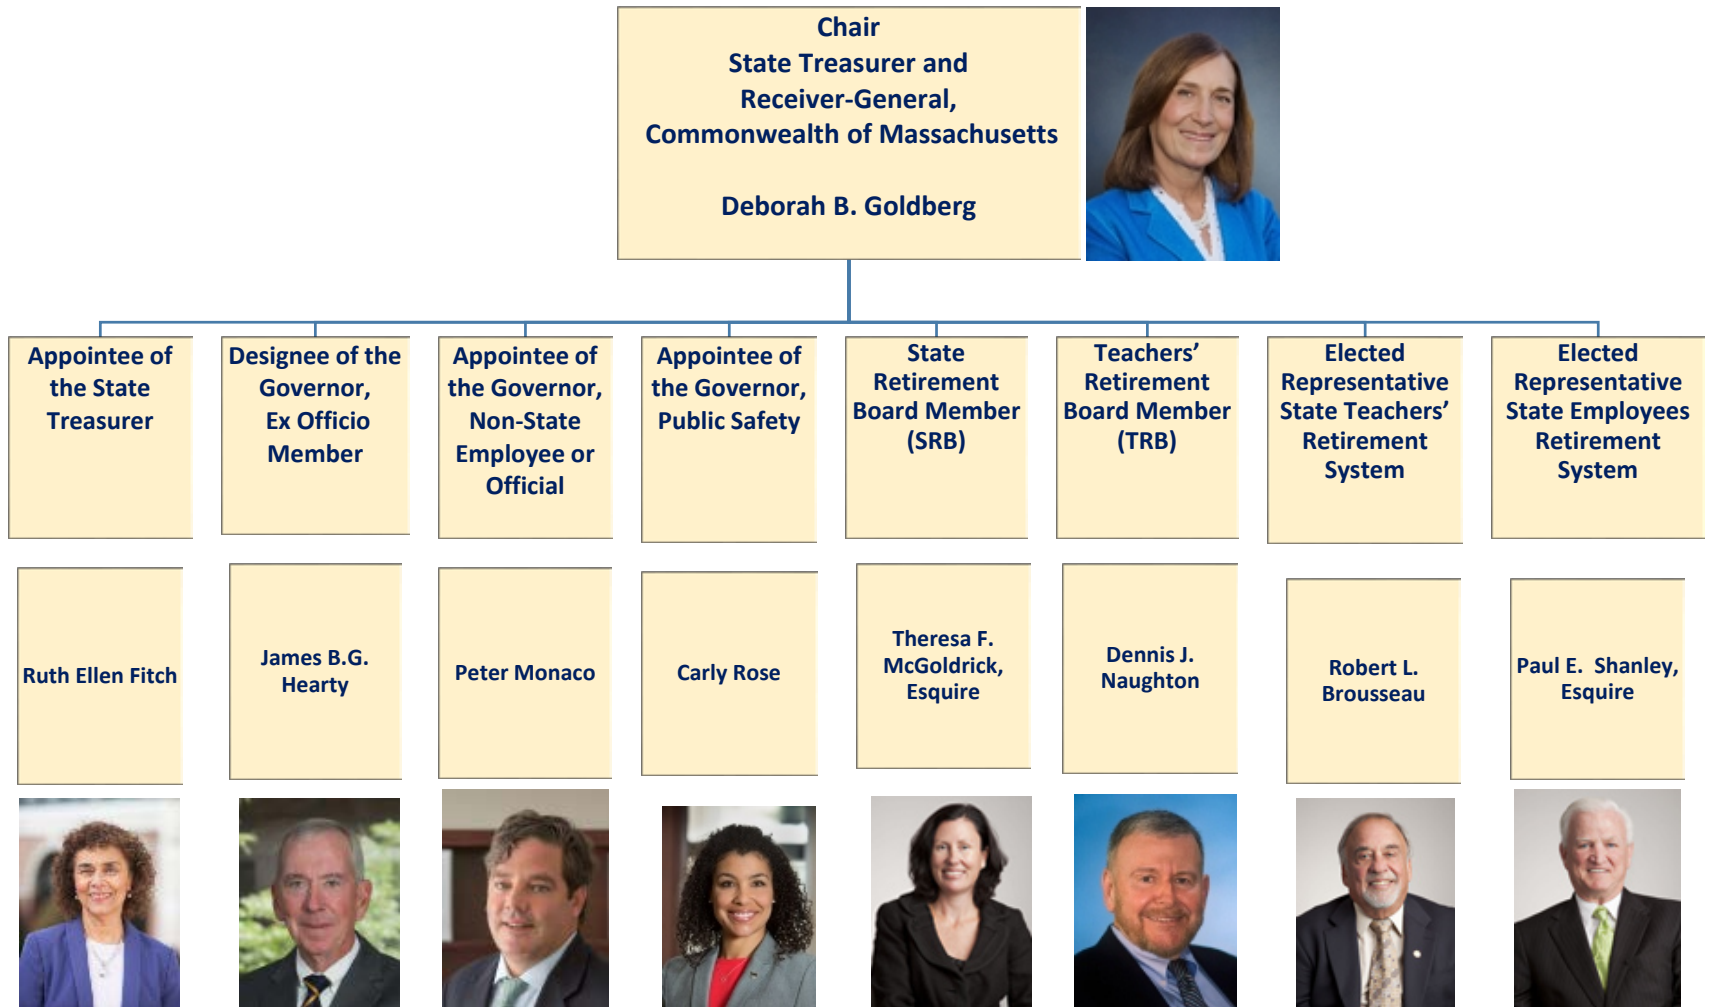 Chair
State Treasurer and
Receiver-General,
Commonwealth of Massachusetts
Deborah B. Goldberg
Appointee of
the State
Treasurer
Designee of the
Governor,
Ex Officio
Member
Appointee of
the Governor,
Non-State
Employee or
Official
Appointee of
the Governor,
Public Safety
State
Retirement
Board Member
(SRB)
Teachers’
Retirement
Board Member
(TRB)
Elected
Representative
State Teachers’
Retirement
System
Elected
Representative
State Employees
Retirement
System
Ruth Ellen Fitch
James B.G.
Hearty
Peter Monaco
Carly Rose
Theresa F.
McGoldrick,
Esquire
Dennis J.
Naughton
Robert L.
Brousseau
Paul E.  Shanley,
Esquire